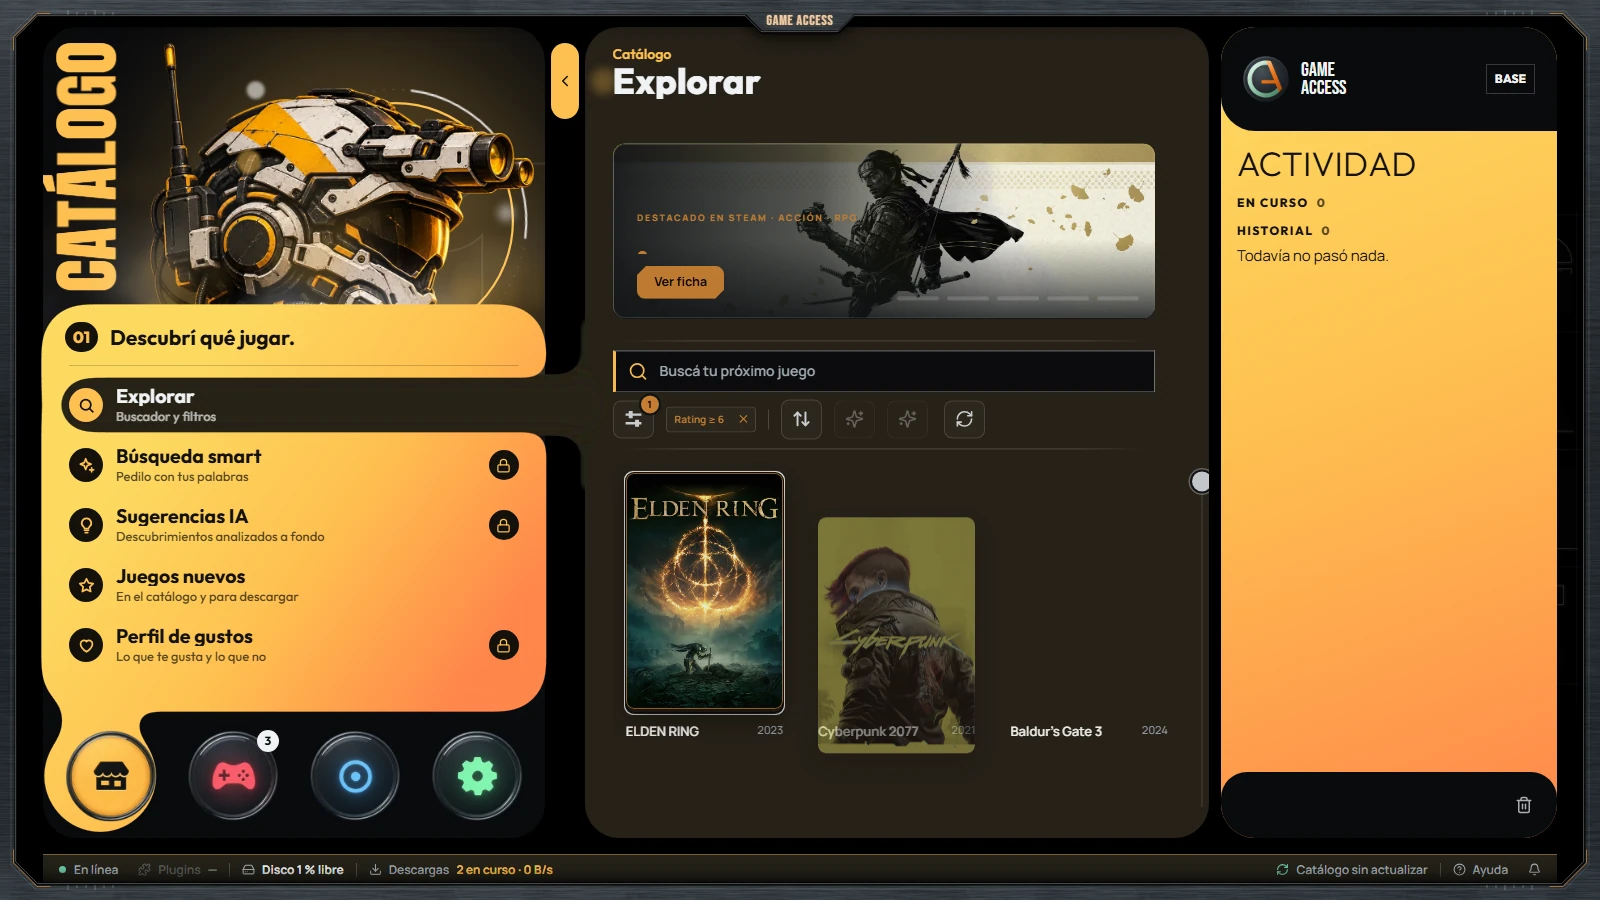 GAME ACCESS
CATÁLOGO
01 Descubrí qué jugar.
Explorar
Buscador y filtros
Búsqueda smart
Pedilo con tus palabras
Sugerencias IA
Descubrimientos analizados a fondo
Juegos nuevos
En el catálogo y para descargar
Perfil de gustos
Lo que te gusta y lo que no
3
Catálogo
Explorar
DESTACADO EN STEAM · ACCIÓN · RPG
Ver ficha
Buscá tu próximo juego
1
Rating ≥ 6
ELDEN RING
ELDEN RING 2023
Cyberpunk
Cyberpunk 2077 2021
Baldur's Gate 3 2024
GAME
ACCESS
BASE
ACTIVIDAD
EN CURSO 0
HISTORIAL 0
Todavía no pasó nada.
En línea
Plugins —
Disco 1 % libre
Descargas 2 en curso · 0 B/s
Catálogo sin actualizar
Ayuda